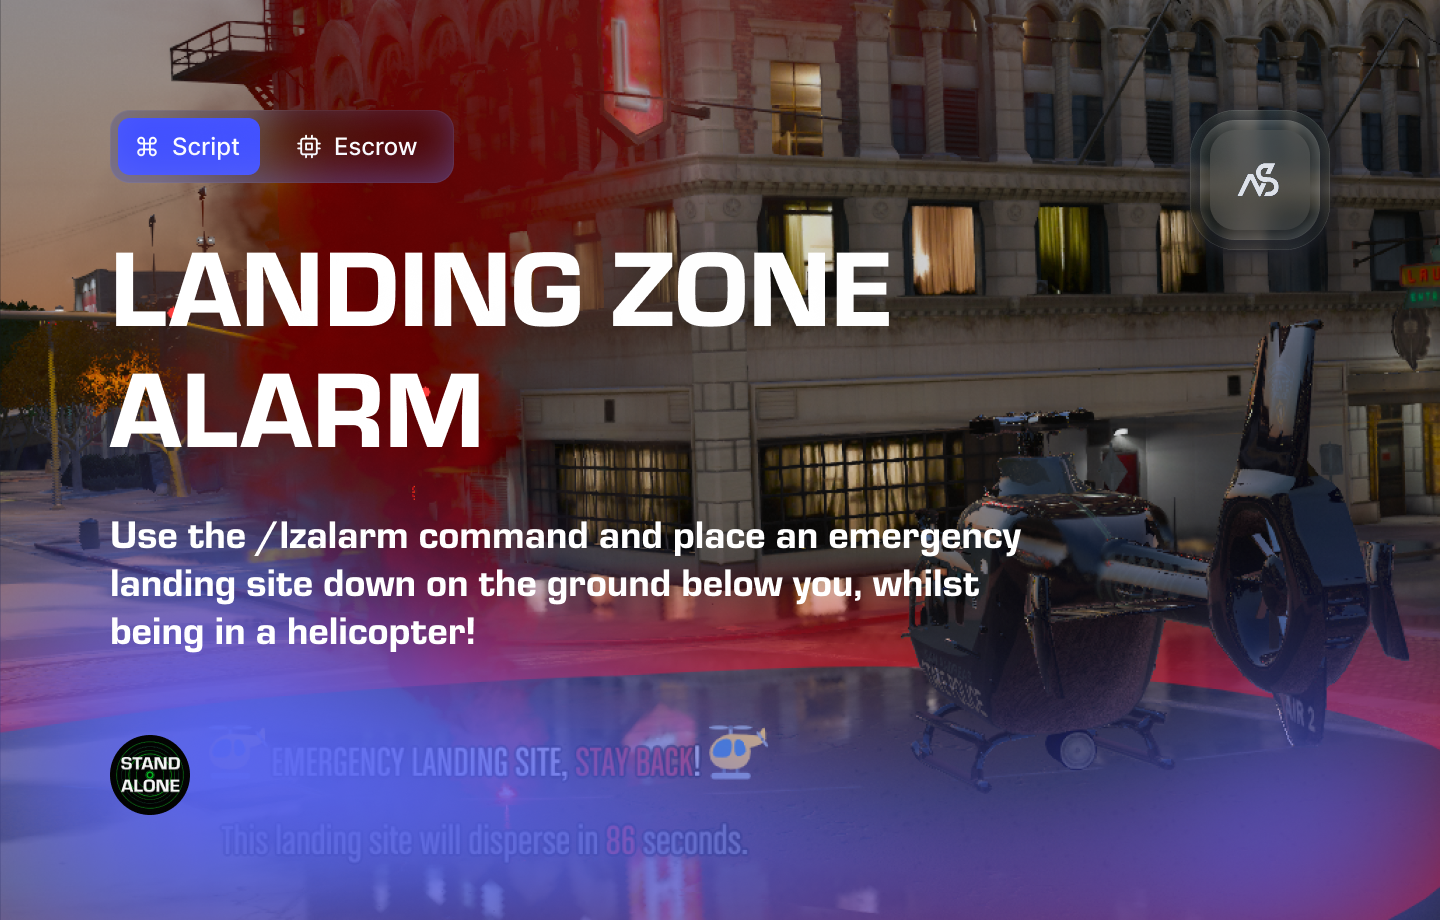 L
Script
Escrow
LANDING ZONE
ALARM
Use the /lzalarm command and place an emergency
landing site down on the ground below you, whilst
being in a helicopter!
AIR 2
STAND
ALONE
EMERGENCY LANDING SITE, STAY BACK!
This landing site will disperse in 86 seconds.